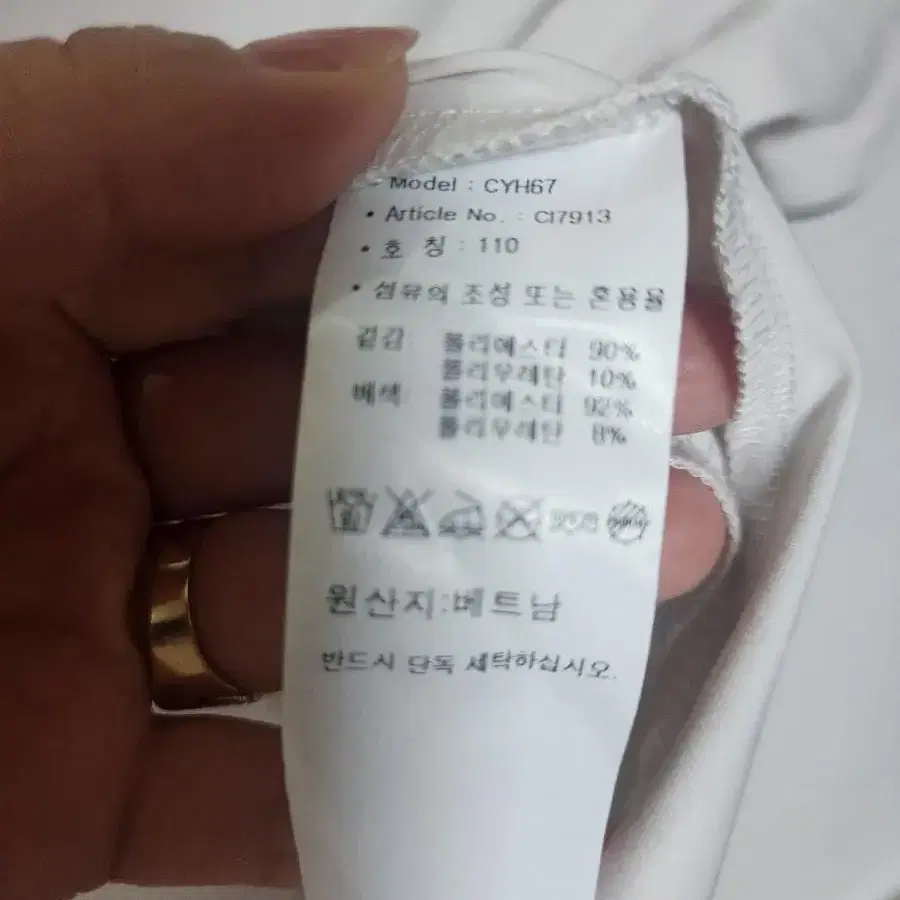 • Model : CYH67
• Article No. : CI7913
• 호 칭 : 110
• 섬유의 조성 또는 혼용율
겉감 폴리에스터 90%
폴리우레탄 10%
배색 폴리에스터 92%
폴리우레탄 8%
원산지:베트남
반드시 단독 세탁하십시오.